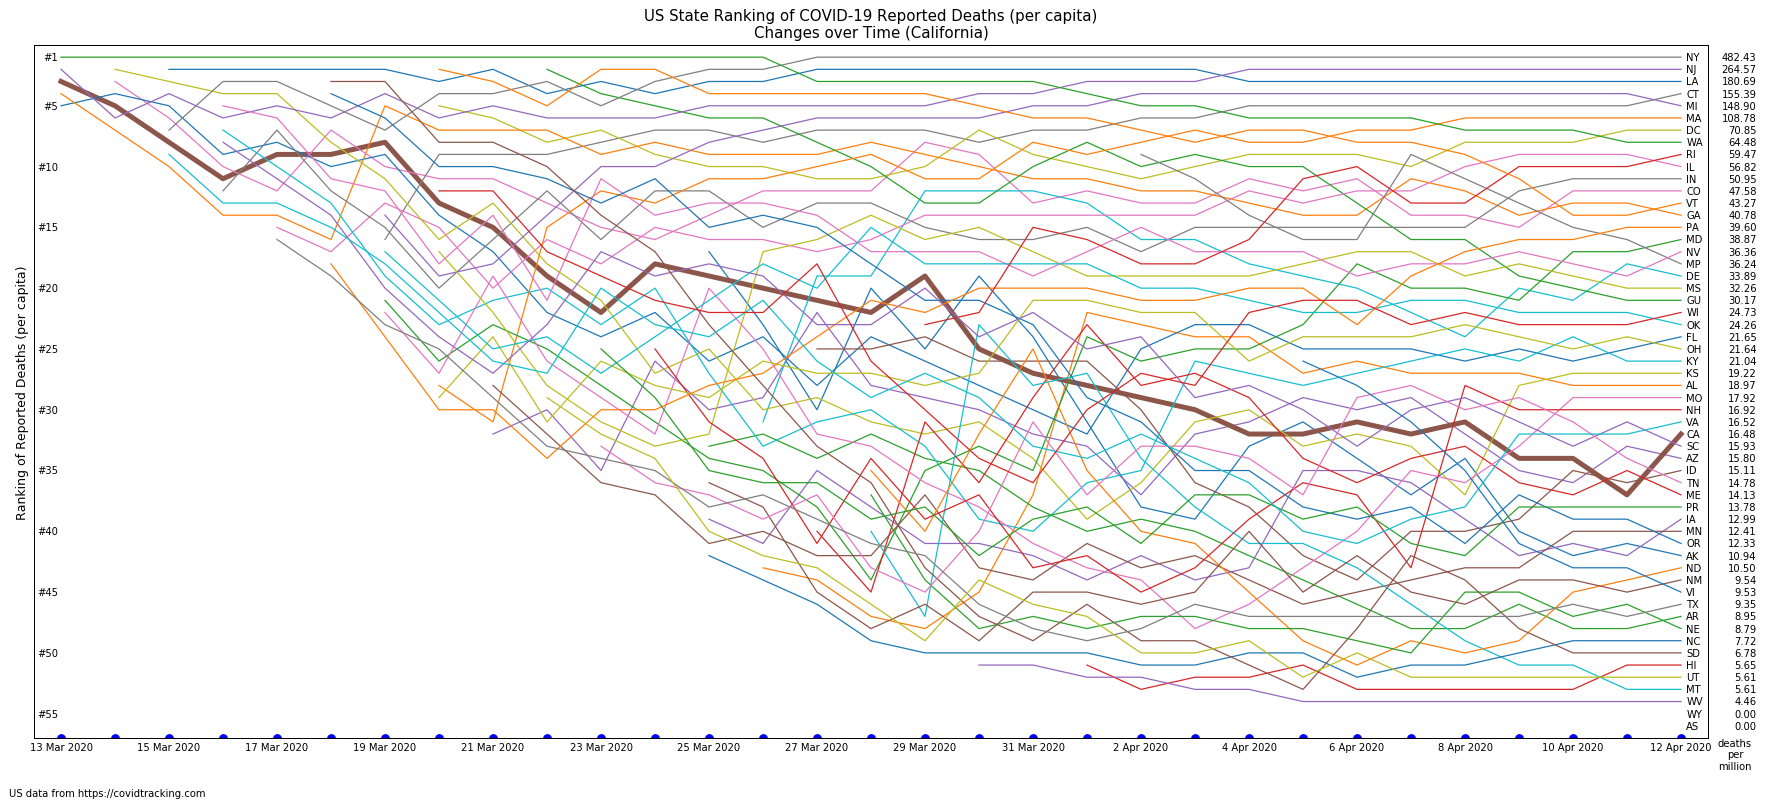 US State Ranking of COVID-19 Reported Deaths (per capita)
Changes over Time (California)
Ranking of Reported Deaths (per capita)
#1
#5
#10
#15
#20
#25
#30
#35
#40
#45
#50
#55
NY 482.43
NJ 264.57
LA 180.69
CT 155.39
MI 148.90
MA 108.78
DC 70.85
WA 64.48
RI 59.47
IL 56.82
IN 50.95
CO 47.58
VT 43.27
GA 40.78
PA 39.60
MD 38.87
NV 36.36
MP 36.24
DE 33.89
MS 32.26
GU 30.17
WI 24.73
OK 24.26
FL 21.65
OH 21.64
KY 21.04
KS 19.22
AL 18.97
MO 17.92
NH 16.92
VA 16.52
CA 16.48
SC 15.93
AZ 15.80
ID 15.11
TN 14.78
ME 14.13
PR 13.78
IA 12.99
MN 12.41
OR 12.33
AK 10.94
ND 10.50
NM 9.54
VI 9.53
TX 9.35
AR 8.95
NE 8.79
NC 7.72
SD 6.78
HI 5.65
UT 5.61
MT 5.61
WV 4.46
WY 0.00
AS 0.00
13 Mar 2020 15 Mar 2020 17 Mar 2020 19 Mar 2020 21 Mar 2020 23 Mar 2020 25 Mar 2020 27 Mar 2020 29 Mar 2020 31 Mar 2020 2 Apr 2020 4 Apr 2020 6 Apr 2020 8 Apr 2020 10 Apr 2020 12 Apr 2020
deaths
per
million
US data from https://covidtracking.com